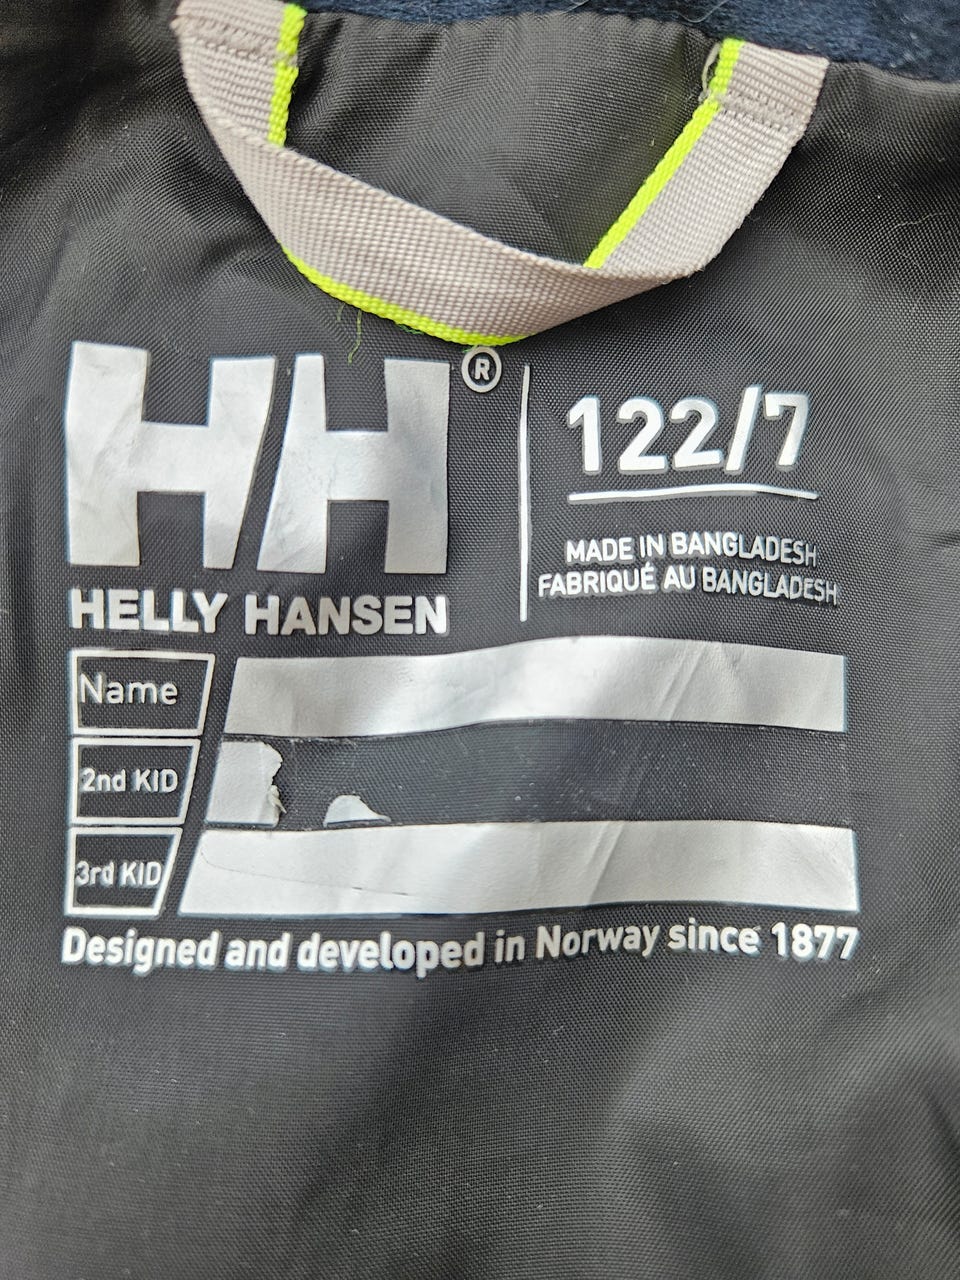 HH®
HELLY HANSEN
122/7
MADE IN BANGLADESH
FABRIQUÉ AU BANGLADESH
Name
2nd KID
3rd KID
Designed and developed in Norway since 1877